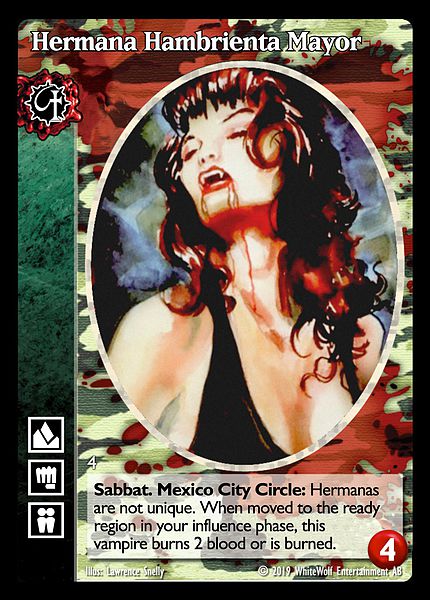 Hermana Hambrienta Mayor
4
Sabbat. Mexico City Circle: Hermanas
are not unique. When moved to the ready
region in your influence phase, this
vampire burns 2 blood or is burned.
4
Illus: Lawrence Snelly © 2019 WhiteWolf Entertainment AB